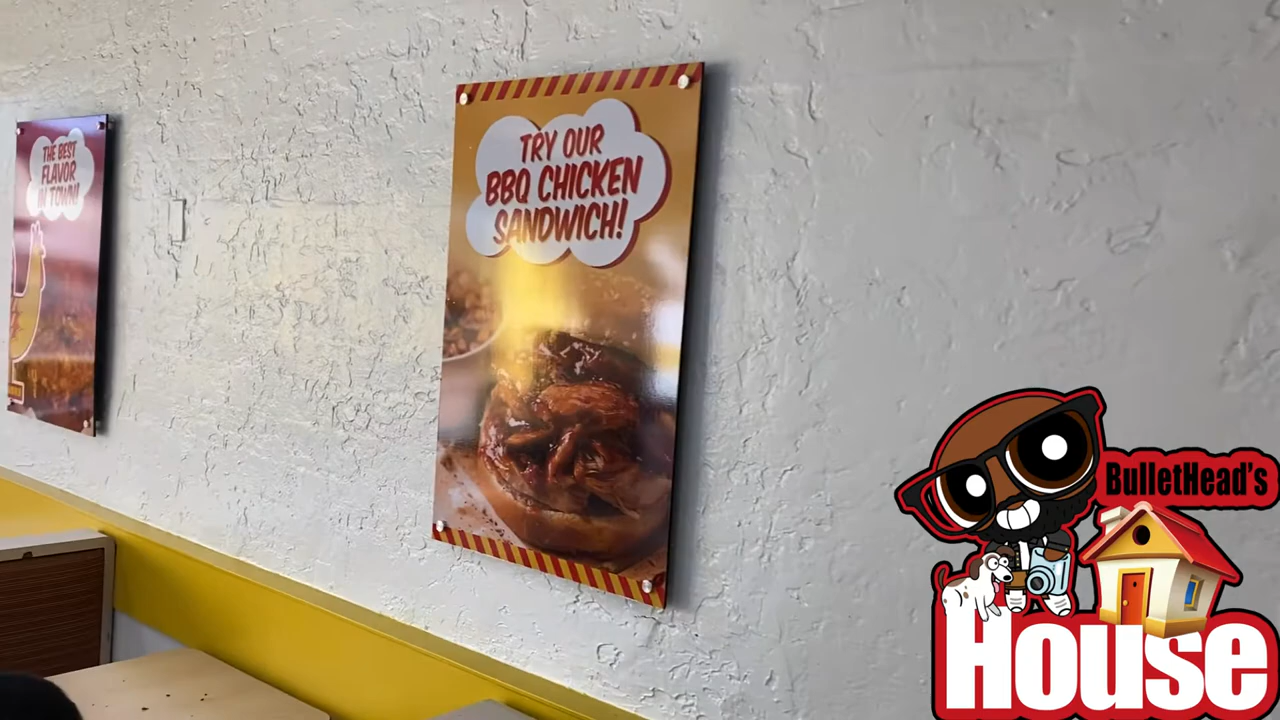 THE BEST
FLAVOR
IN TOWN!
TRY OUR
BBQ CHICKEN
SANDWICH!
BulletHead's
House